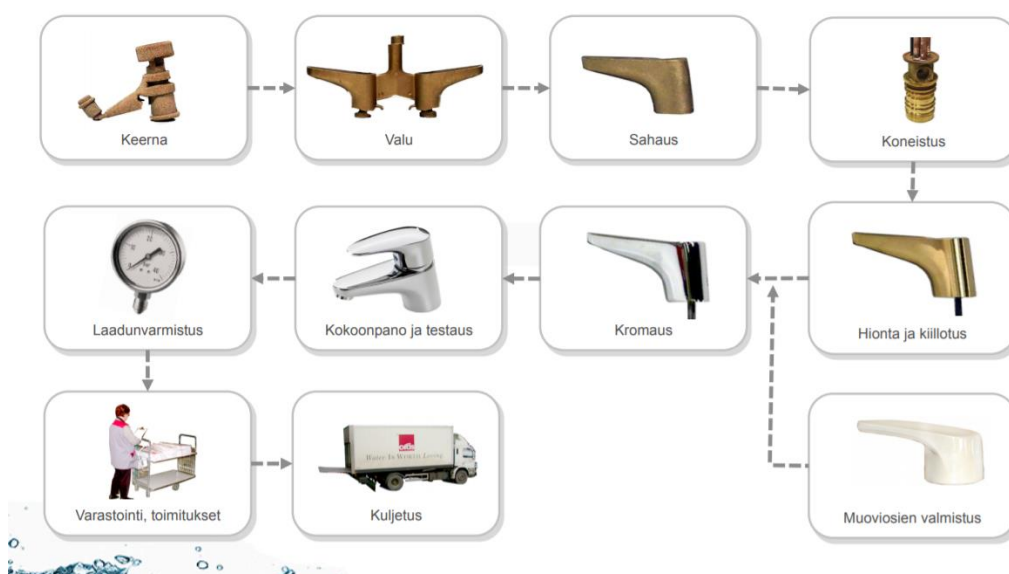 Keerna
Valu
Sahaus
Koneistus
Laadunvarmistus
Kokoonpano ja testaus
Kromaus
Hionta ja kiillotus
Varastointi, toimitukset
Kuljetus
Muoviosien valmistus